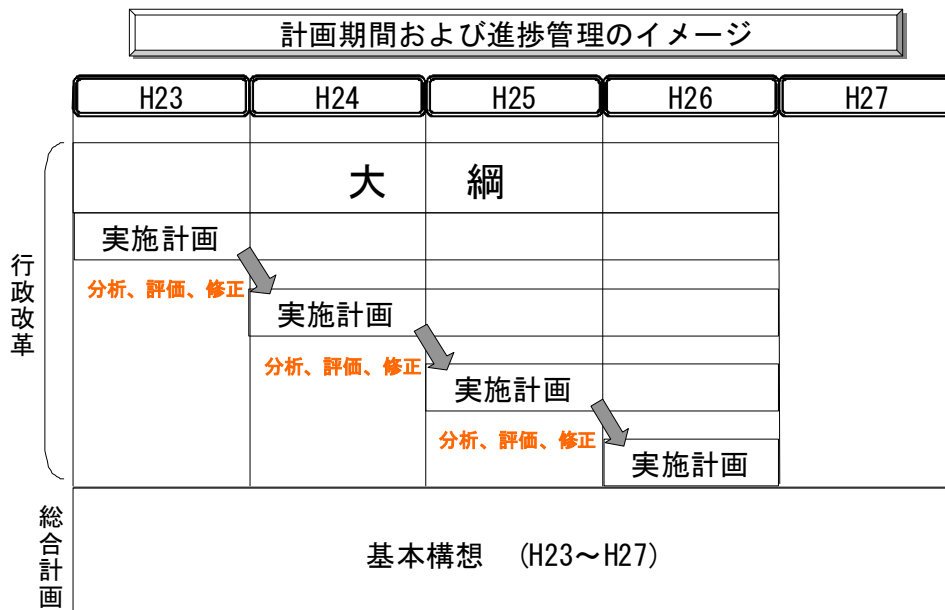 計画期間および進捗管理のイメージ
H23 H24 H25 H26 H27
行政改革
大 綱
実施計画
分析、評価、修正
実施計画
分析、評価、修正
実施計画
分析、評価、修正
実施計画
総合計画
基本構想 (H23～H27)